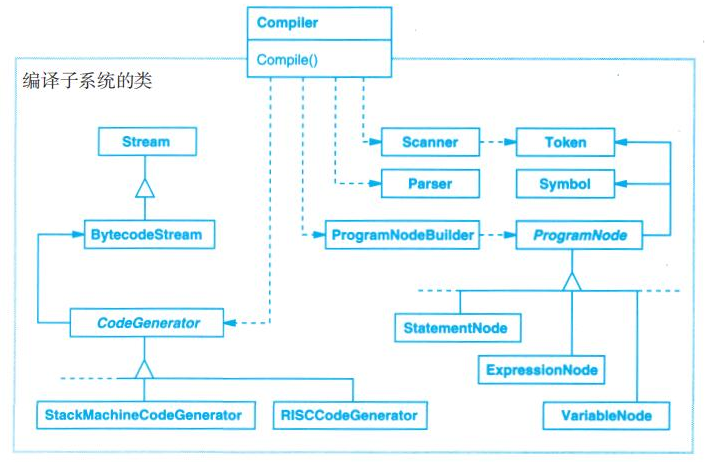 Compiler
Compile()
编译子系统的类
Stream
Scanner
Token
Parser
Symbol
BytecodeStream
ProgramNodeBuilder
ProgramNode
CodeGenerator
StatementNode
ExpressionNode
StackMachineCodeGenerator
RISCCodeGenerator
VariableNode